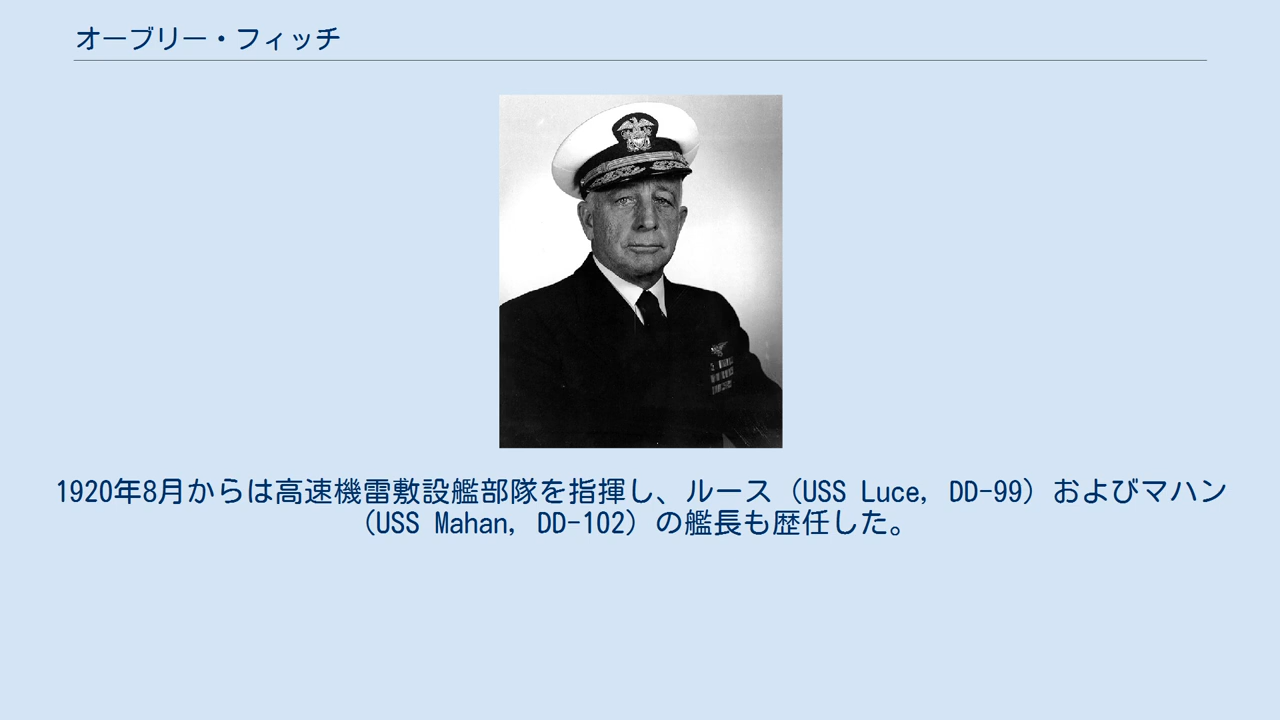 オーブリー・フィッチ
1920年8月からは高速機雷敷設艦部隊を指揮し、ルース（USS Luce, DD-99）およびマハン
（USS Mahan, DD-102）の艦長も歴任した。